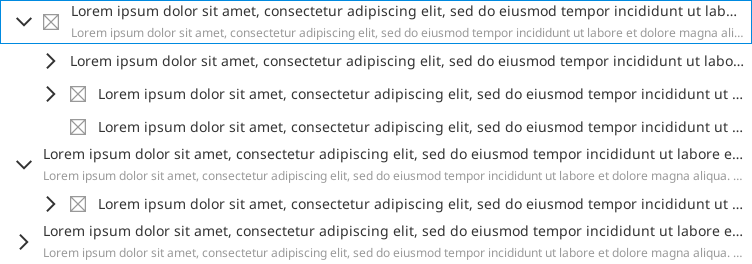 Lorem ipsum dolor sit amet, consectetur adipiscing elit, sed do eiusmod tempor incididunt ut lab...
Lorem ipsum dolor sit amet, consectetur adipiscing elit, sed do eiusmod tempor incididunt ut labore et dolore magna ali...
Lorem ipsum dolor sit amet, consectetur adipiscing elit, sed do eiusmod tempor incididunt ut labo...
Lorem ipsum dolor sit amet, consectetur adipiscing elit, sed do eiusmod tempor incididunt ut ...
Lorem ipsum dolor sit amet, consectetur adipiscing elit, sed do eiusmod tempor incididunt ut ...
Lorem ipsum dolor sit amet, consectetur adipiscing elit, sed do eiusmod tempor incididunt ut labore e...
Lorem ipsum dolor sit amet, consectetur adipiscing elit, sed do eiusmod tempor incididunt ut labore et dolore magna aliqua. ...
Lorem ipsum dolor sit amet, consectetur adipiscing elit, sed do eiusmod tempor incididunt ut ...
Lorem ipsum dolor sit amet, consectetur adipiscing elit, sed do eiusmod tempor incididunt ut labore e...
Lorem ipsum dolor sit amet, consectetur adipiscing elit, sed do eiusmod tempor incididunt ut labore et dolore magna aliqua. ...